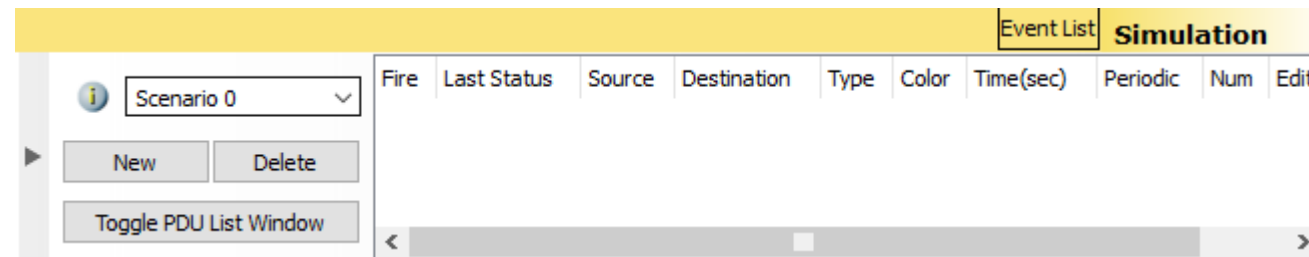 Event List Simulation
Scenario 0
New Delete
Toggle PDU List Window
Fire Last Status Source Destination Type Color Time(sec) Periodic Num Edit